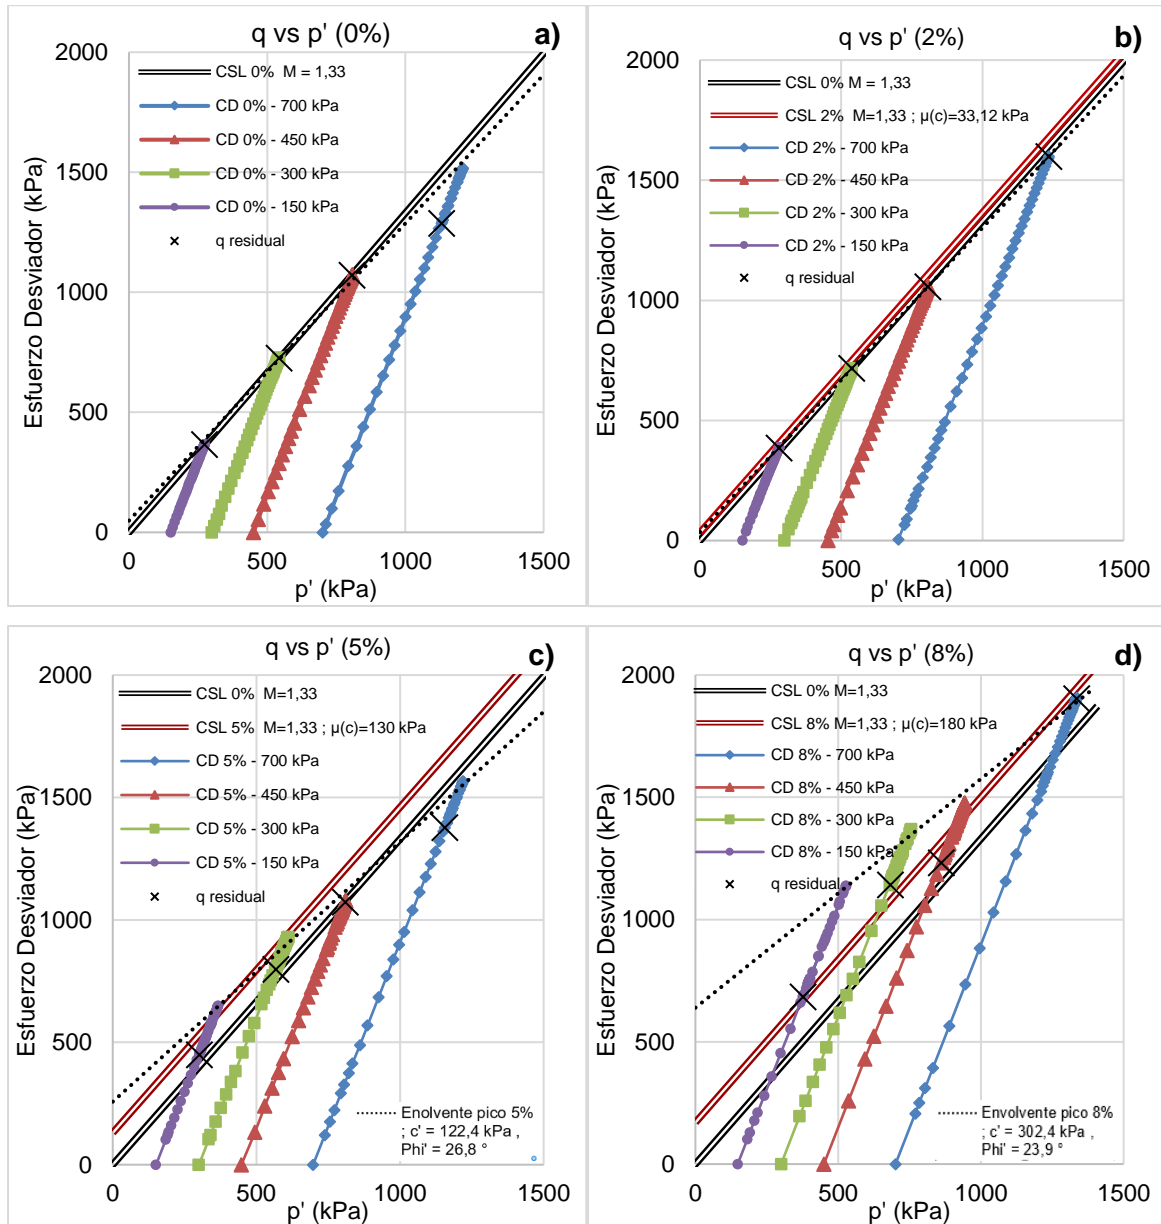 q vs p' (0%)
a)
2000
1500
1000
500
0
Esfuerzo Desviador (kPa)
CSL 0% M = 1,33
CD 0% - 700 kPa
CD 0% - 450 kPa
CD 0% - 300 kPa
CD 0% - 150 kPa
q residual
0
500
1000
1500
p' (kPa)
q vs p' (2%)
b)
2000
1500
1000
500
0
Esfuerzo Desviador (kPa)
CSL 0% M = 1,33
CSL 2% M=1,33 ; µ(c)=33,12 kPa
CD 2% - 700 kPa
CD 2% - 450 kPa
CD 2% - 300 kPa
CD 2% - 150 kPa
q residual
0
500
1000
1500
p' (kPa)
q vs p' (5%)
c)
2000
1500
1000
500
0
Esfuerzo Desviador (kPa)
CSL 0% M=1,33
CSL 5% M=1,33 ; µ(c)=130 kPa
CD 5% - 700 kPa
CD 5% - 450 kPa
CD 5% - 300 kPa
CD 5% - 150 kPa
q residual
Enolvente pico 5%
; c' = 122,4 kPa ,
Phi' = 26,8 °
0
500
1000
1500
p' (kPa)
q vs p' (8%)
d)
2000
1500
1000
500
0
Esfuerzo Desviador (kPa)
CSL 0% M=1,33
CSL 8% M=1,33 ; µ(c)=180 kPa
CD 8% - 700 kPa
CD 8% - 450 kPa
CD 8% - 300 kPa
CD 8% - 150 kPa
q residual
Envolvente pico 8%
; c' = 302,4 kPa ,
Phi' = 23,9 °
0
500
1000
1500
p' (kPa)